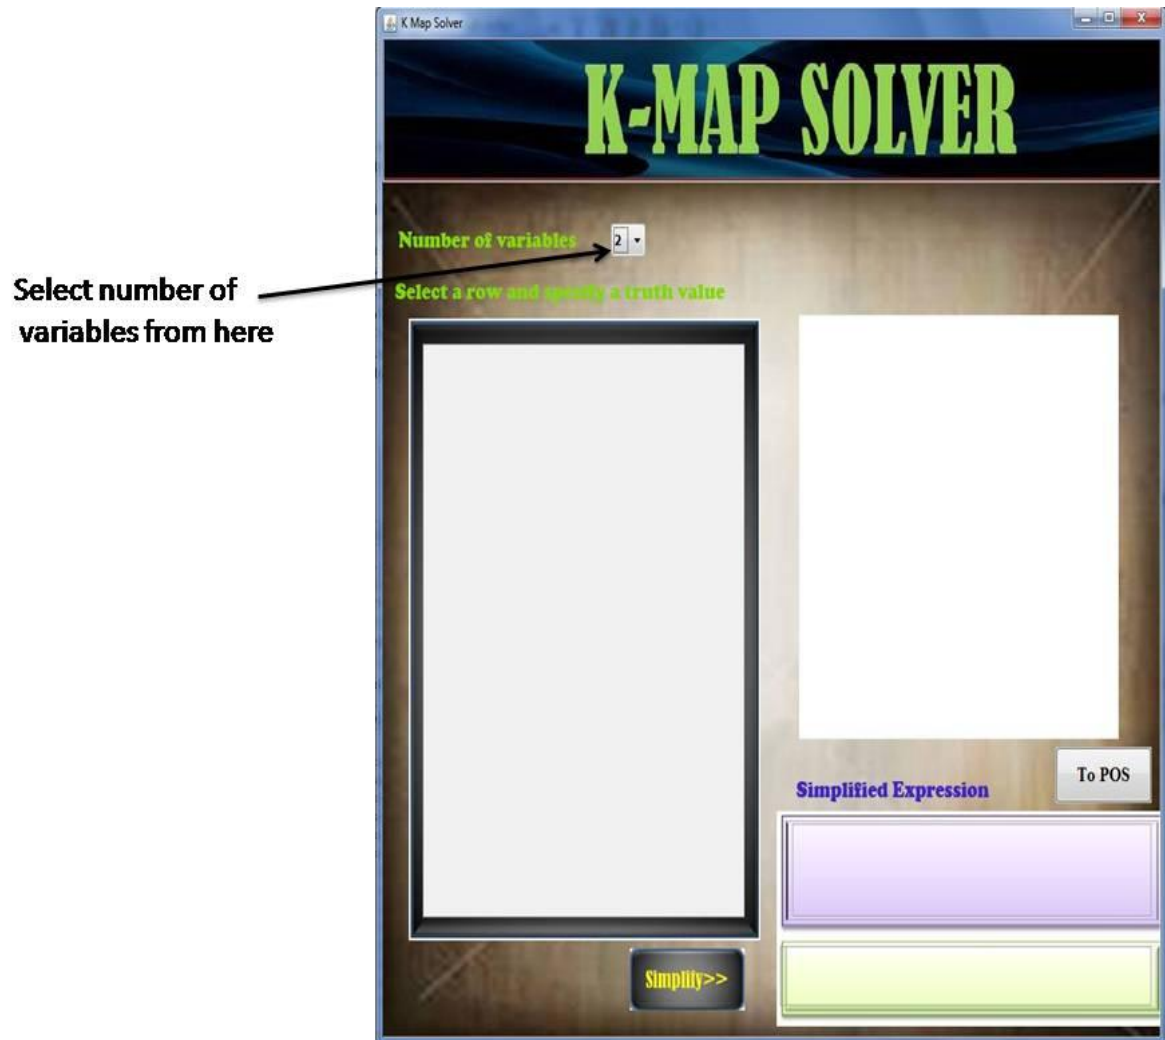 K Map Solver
K-MAP SOLVER
Number of variables 2
Select number of
variables from here
Select a row and specify a truth value
To POS
Simplified Expression
Simplify>>